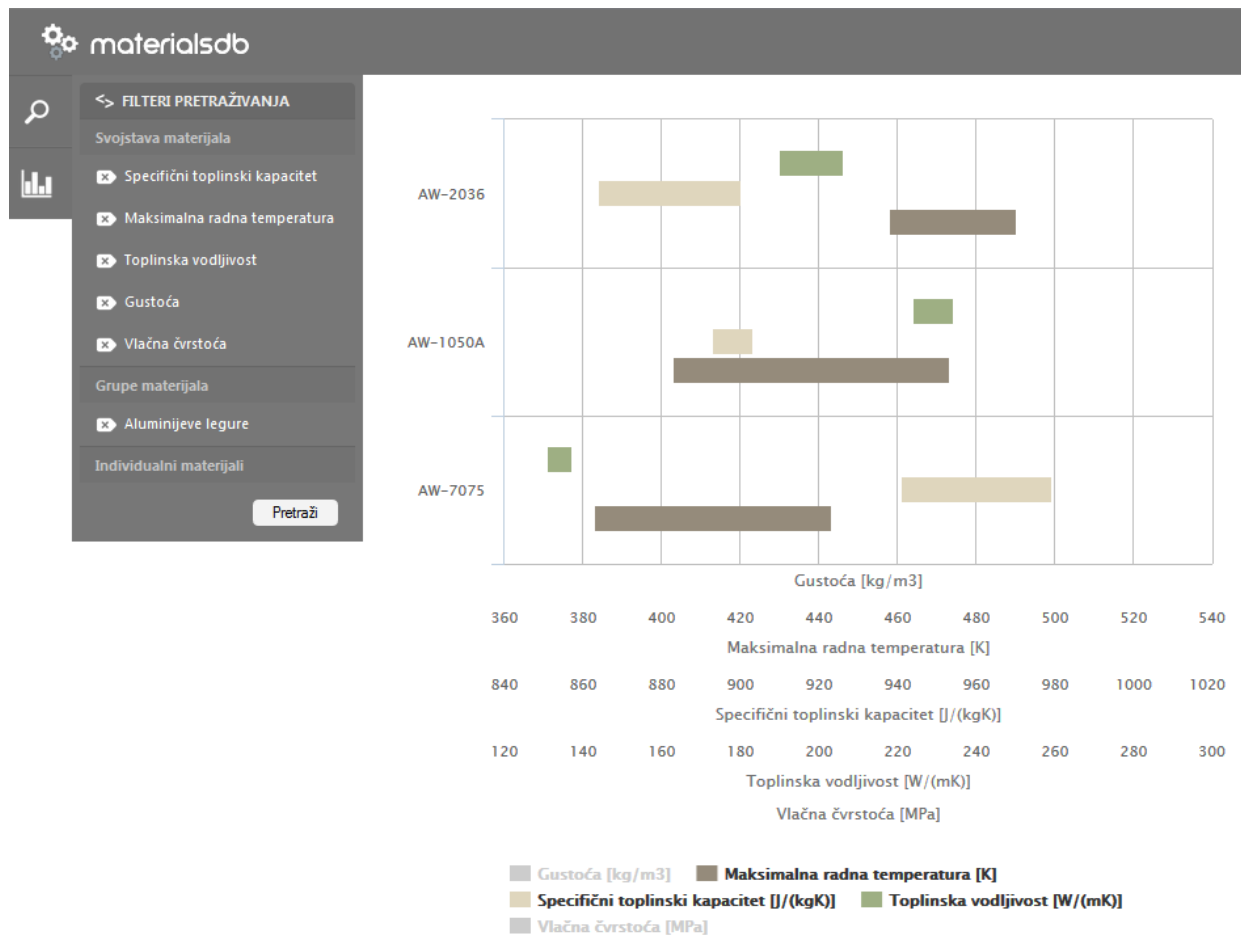 materialsdb
<> FILTERI PRETRAŽIVANJA
Svojstava materijala
Specifični toplinski kapacitet
Maksimalna radna temperatura
Toplinska vodljivost
Gustoća
Vlačna čvrstoća
Grupe materijala
Aluminijeve legure
Individualni materijali
Pretraži
AW-2036
AW-1050A
AW-7075
Gustoća [kg/m3]
360 380 400 420 440 460 480 500 520 540
Maksimalna radna temperatura [K]
840 860 880 900 920 940 960 980 1000 1020
Specifični toplinski kapacitet [J/(kgK)]
120 140 160 180 200 220 240 260 280 300
Toplinska vodljivost [W/(mK)]
Vlačna čvrstoća [MPa]
Gustoća [kg/m3] Maksimalna radna temperatura [K]
Specifični toplinski kapacitet [J/(kgK)] Toplinska vodljivost [W/(mK)]
Vlačna čvrstoća [MPa]